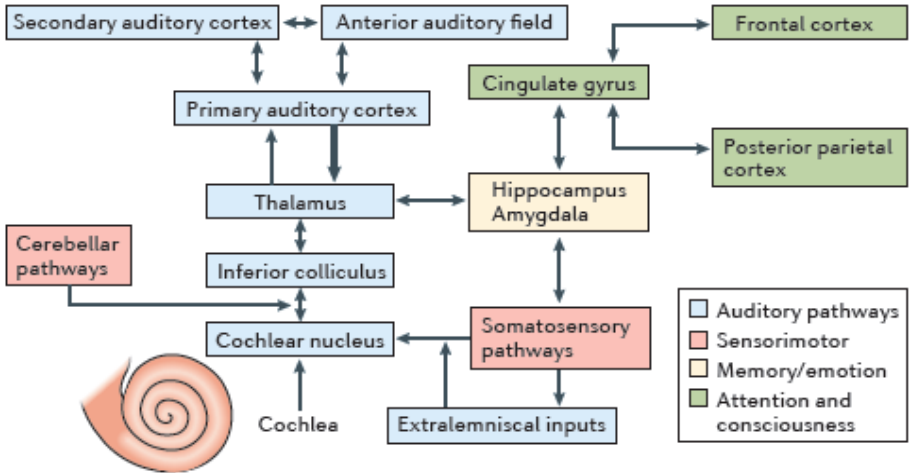 Secondary auditory cortex
Anterior auditory field
Frontal cortex
Cingulate gyrus
Primary auditory cortex
Posterior parietal
cortex
Hippocampus
Amygdala
Thalamus
Cerebellar
pathways
Inferior colliculus
Somatosensory
pathways
Cochlear nucleus
Cochlea
Extralemniscal inputs
Auditory pathways
Sensorimotor
Memory/emotion
Attention and
consciousness